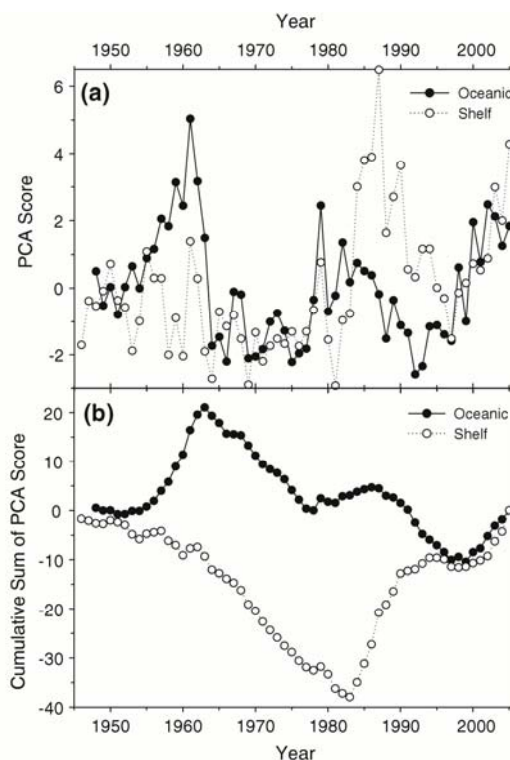 Year
1950 1960 1970 1980 1990 2000
6
(a)
Oceanic
Shelf
4
PCA Score
2
0
-2
20
(b)
Oceanic
Shelf
10
Cumulative Sum of PCA Score
0
-10
-20
-30
-40
1950 1960 1970 1980 1990 2000
Year